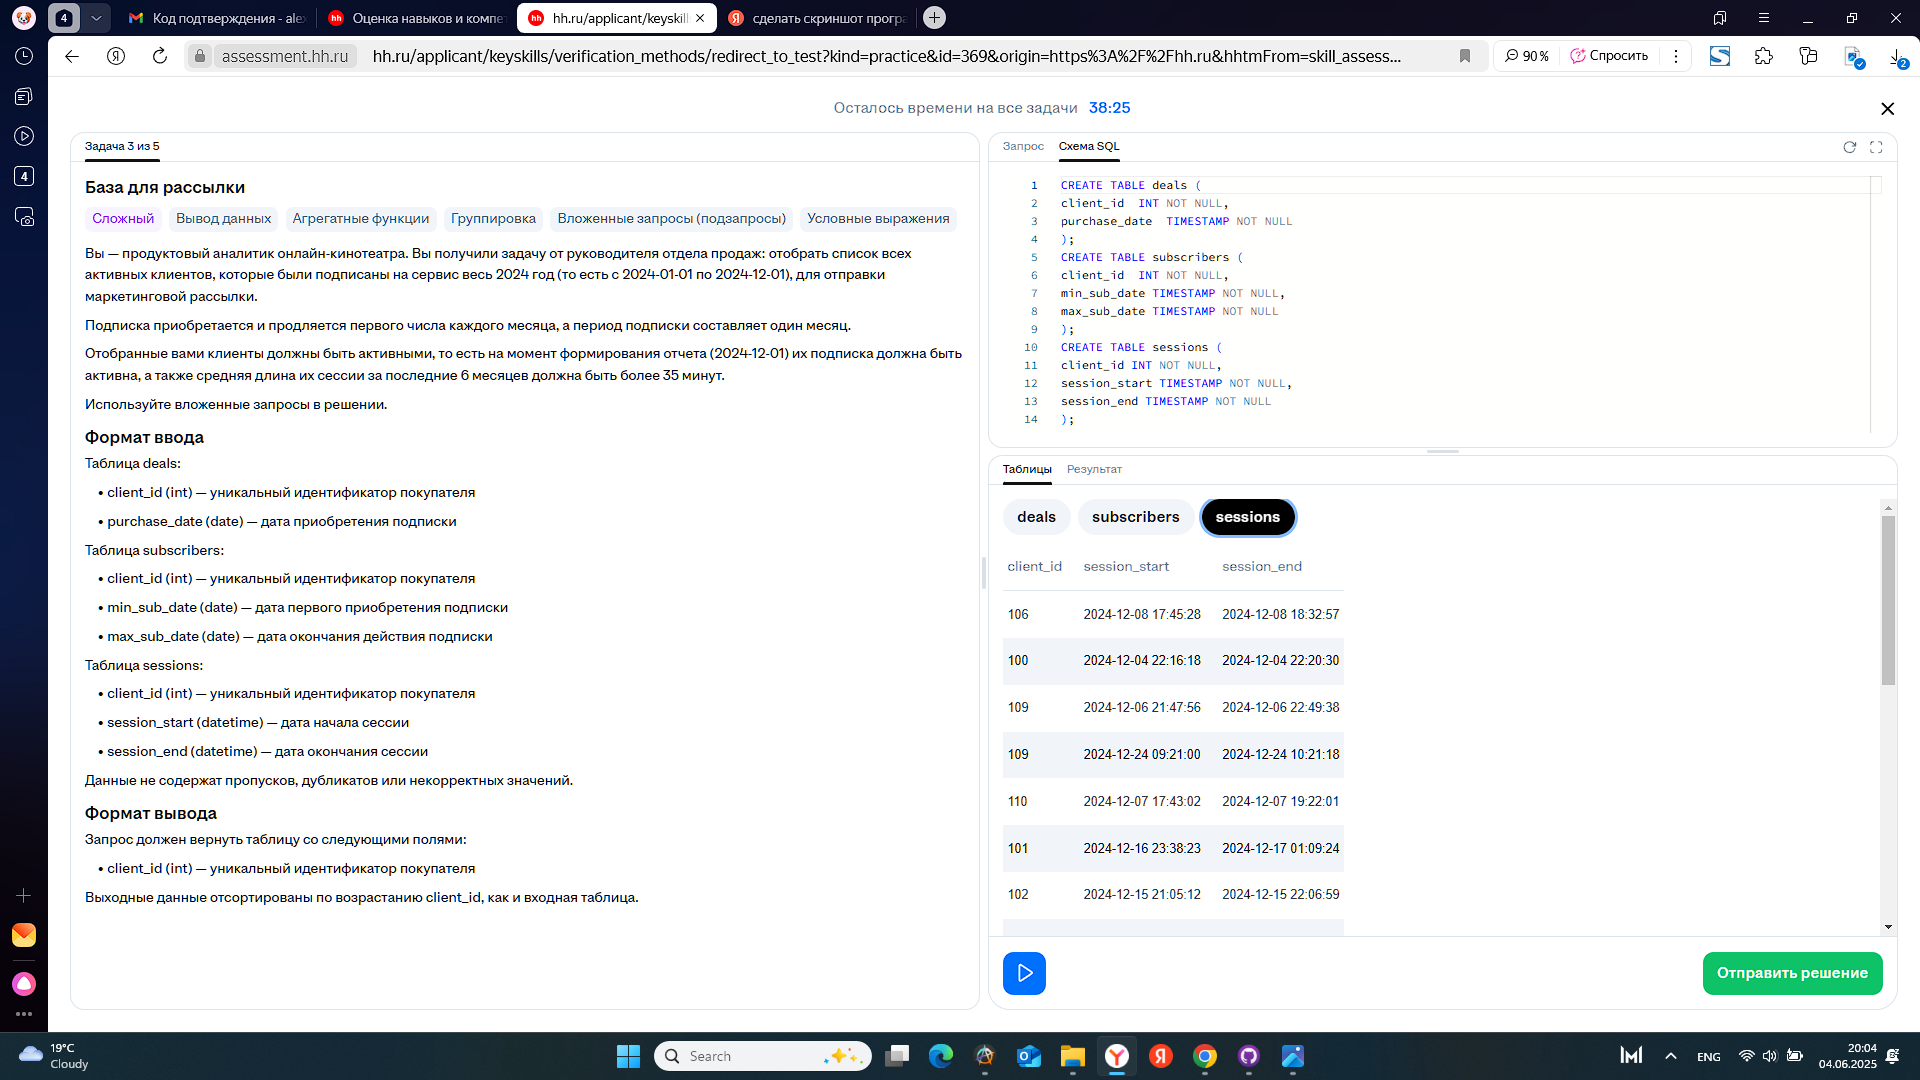 4
Код подтверждения - ale
Оценка навыков и компе
hh.ru/applicant/keyskill
сделать скриншот прогр
assessment.hh.ru
hh.ru/applicant/keyskills/verification_methods/redirect_to_test?kind=practice&id=369&origin=https%3A%2F%2Fhh.ru&hhtmFrom=skill_assess...
90 %
Спросить
2
4
Осталось времени на все задачи 38:25
Задача 3 из 5
База для рассылки
Сложный
Вывод данных
Агрегатные функции
Группировка
Вложенные запросы (подзапросы)
Условные выражения
Вы — продуктовый аналитик онлайн-кинотеатра. Вы получили задачу от руководителя отдела продаж: отобрать список всех
активных клиентов, которые были подписаны на сервис весь 2024 год (то есть с 2024-01-01 по 2024-12-01), для отправки
маркетинговой рассылки.
Подписка приобретается и продляется первого числа каждого месяца, а период подписки составляет один месяц.
Отобранные вами клиенты должны быть активными, то есть на момент формирования отчета (2024-12-01) их подписка должна быть
активна, а также средняя длина их сессии за последние 6 месяцев должна быть более 35 минут.
Используйте вложенные запросы в решении.
Формат ввода
Таблица deals:
• client_id (int) — уникальный идентификатор покупателя
• purchase_date (date) — дата приобретения подписки
Таблица subscribers:
• client_id (int) — уникальный идентификатор покупателя
• min_sub_date (date) — дата первого приобретения подписки
• max_sub_date (date) — дата окончания действия подписки
Таблица sessions:
• client_id (int) — уникальный идентификатор покупателя
• session_start (datetime) — дата начала сессии
• session_end (datetime) — дата окончания сессии
Данные не содержат пропусков, дубликатов или некорректных значений.
Формат вывода
Запрос должен вернуть таблицу со следующими полями:
• client_id (int) — уникальный идентификатор покупателя
Выходные данные отсортированы по возрастанию client_id, как и входная таблица.
Запрос
Схема SQL
1 CREATE TABLE deals (
2 client_id  INT NOT NULL,
3 purchase_date  TIMESTAMP NOT NULL
4 );
5 CREATE TABLE subscribers (
6 client_id  INT NOT NULL,
7 min_sub_date TIMESTAMP NOT NULL,
8 max_sub_date TIMESTAMP NOT NULL
9 );
10 CREATE TABLE sessions (
11 client_id INT NOT NULL,
12 session_start TIMESTAMP NOT NULL,
13 session_end TIMESTAMP NOT NULL
14 );
Таблицы
Результат
deals
subscribers
sessions
client_id session_start session_end
106 2024-12-08 17:45:28 2024-12-08 18:32:57
100 2024-12-04 22:16:18 2024-12-04 22:20:30
109 2024-12-06 21:47:56 2024-12-06 22:49:38
109 2024-12-24 09:21:00 2024-12-24 10:21:18
110 2024-12-07 17:43:02 2024-12-07 19:22:01
101 2024-12-16 23:38:23 2024-12-17 01:09:24
102 2024-12-15 21:05:12 2024-12-15 22:06:59
Отправить решение
19°C
Cloudy
Search
ENG
20:04
04.06.2025